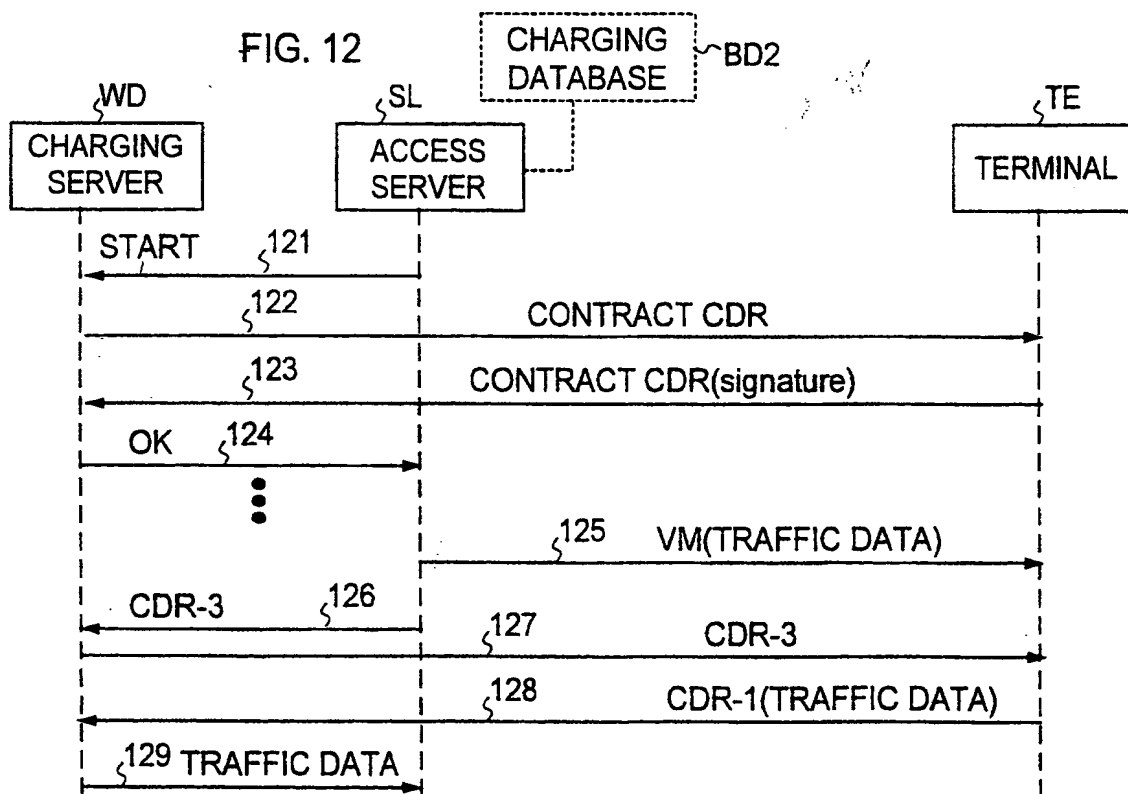 FIG. 12
CHARGING
DATABASE
BD2
WD
SL
TE
CHARGING
SERVER
ACCESS
SERVER
TERMINAL
START
121
122
CONTRACT CDR
123
CONTRACT CDR(signature)
OK
124
125
VM(TRAFFIC DATA)
CDR-3
126
127
CDR-3
128
CDR-1(TRAFFIC DATA)
129
TRAFFIC DATA